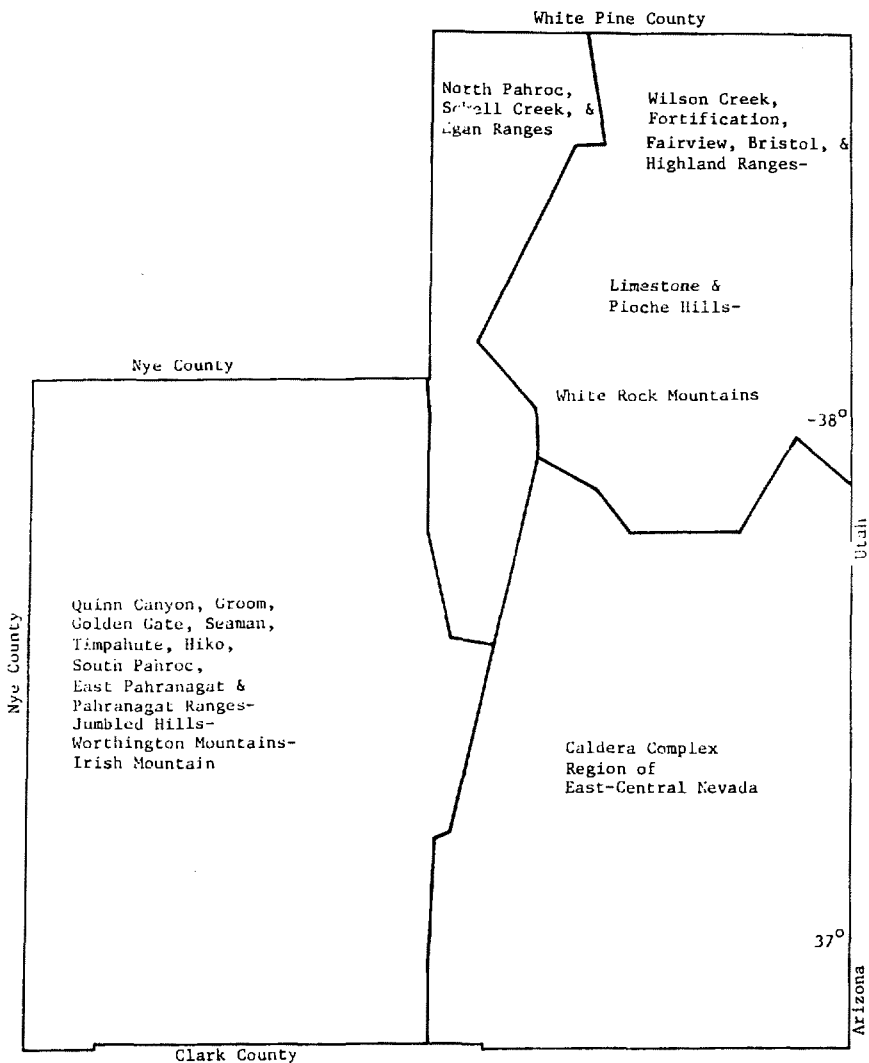 White Pine County
North Pahroc,
Schell Creek, &
Egan Ranges
Wilson Creek,
Fortification,
Fairview, Bristol, &
Highland Ranges-
Limestone &
Pioche Hills-
Nye County
White Rock Mountains
-38°
Utah
Nye County
Quinn Canyon, Groom,
Golden Gate, Seaman,
Timpahute, Hiko,
South Pahroc,
East Pahranagat &
Pahranagat Ranges-
Jumbled Hills-
Worthington Mountains-
Irish Mountain
Caldera Complex
Region of
East-Central Nevada
37°
Arizona
Clark County